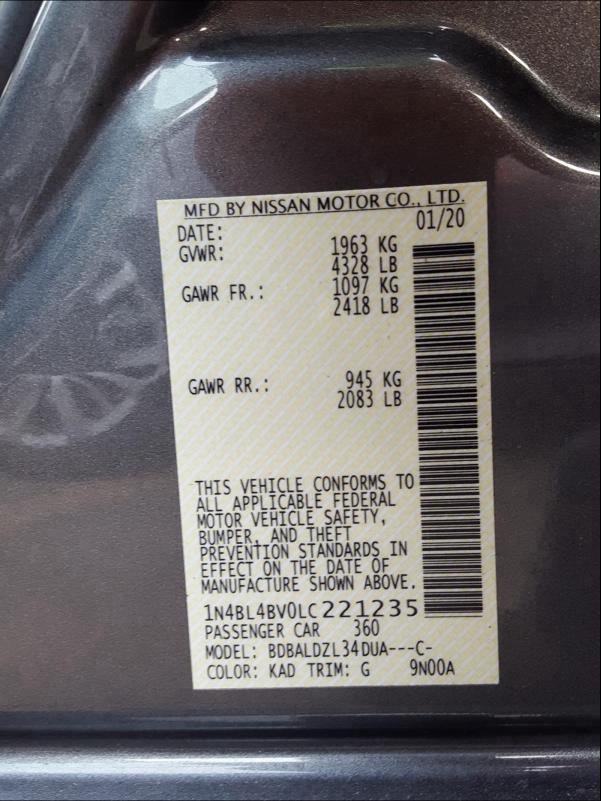 MFD BY NISSAN MOTOR CO., LTD.
DATE: 01/20
GVWR: 1963 KG
4328 LB
GAWR FR.: 1097 KG
2418 LB
GAWR RR.: 945 KG
2083 LB
THIS VEHICLE CONFORMS TO
ALL APPLICABLE FEDERAL
MOTOR VEHICLE SAFETY,
BUMPER, AND THEFT
PREVENTION STANDARDS IN
EFFECT ON THE DATE OF
MANUFACTURE SHOWN ABOVE.
1N4BL4BV0LC221235
PASSENGER CAR 360
MODEL: BDBALDZL34DUA---C-
COLOR: KAD TRIM: G 9N00A